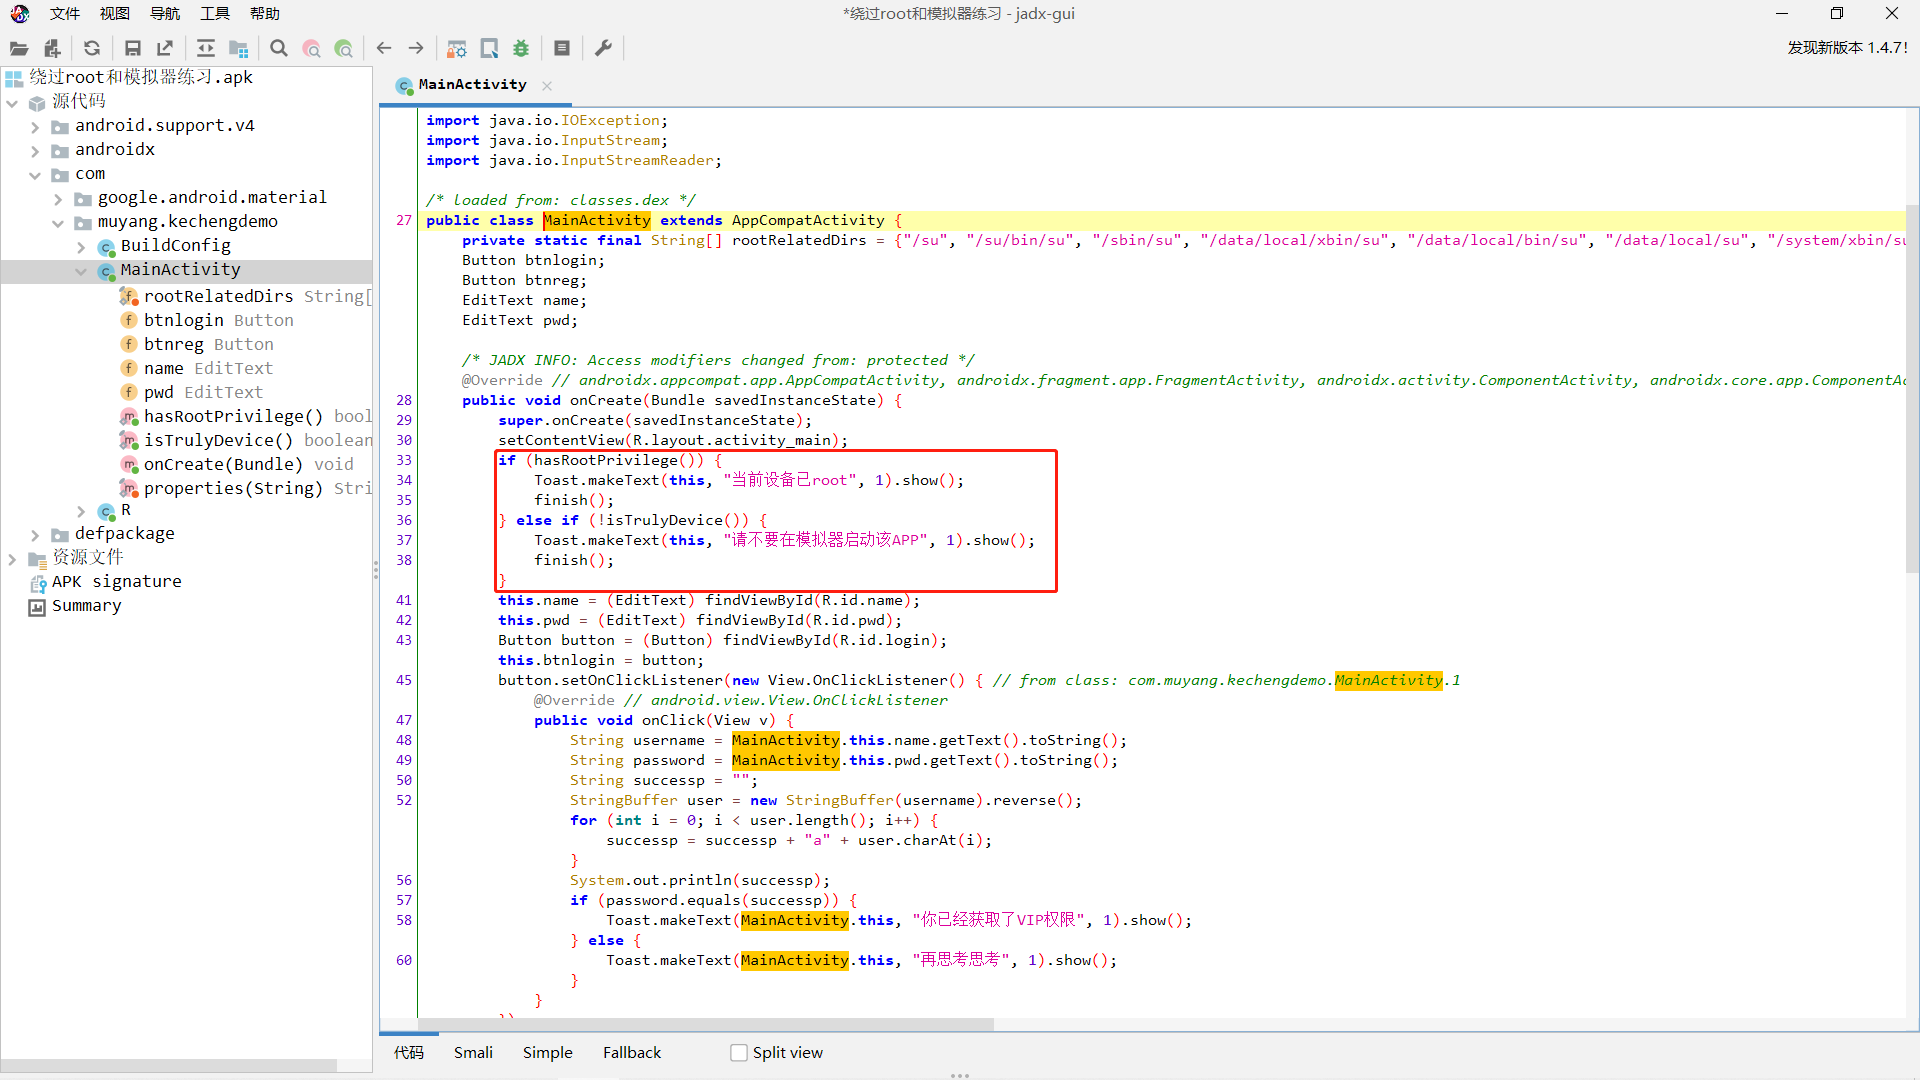 文件 视图 导航 工具 帮助
*绕过root和模拟器练习 - jadx-gui
发现新版本 1.4.7!
绕过root和模拟器练习.apk
源代码
android.support.v4
androidx
com
google.android.material
muyang.kechengdemo
BuildConfig
MainActivity
rootRelatedDirs String[
btnlogin Button
btnreg Button
name EditText
pwd EditText
hasRootPrivilege() bool
isTrulyDevice() boolean
onCreate(Bundle) void
properties(String) Stri
R
defpackage
资源文件
APK signature
Summary
MainActivity
import java.io.IOException;
import java.io.InputStream;
import java.io.InputStreamReader;
/* loaded from: classes.dex */
27 public class MainActivity extends AppCompatActivity {
private static final String[] rootRelatedDirs = {"/su", "/su/bin/su", "/sbin/su", "/data/local/xbin/su", "/data/local/bin/su", "/data/local/su", "/system/xbin/su
Button btnlogin;
Button btnreg;
EditText name;
EditText pwd;
/* JADX INFO: Access modifiers changed from: protected */
@Override // androidx.appcompat.app.AppCompatActivity, androidx.fragment.app.FragmentActivity, androidx.activity.ComponentActivity, androidx.core.app.ComponentAc
28 public void onCreate(Bundle savedInstanceState) {
29 super.onCreate(savedInstanceState);
30 setContentView(R.layout.activity_main);
33 if (hasRootPrivilege()) {
34 Toast.makeText(this, "当前设备已root", 1).show();
35 finish();
36 } else if (!isTrulyDevice()) {
37 Toast.makeText(this, "请不要在模拟器启动该APP", 1).show();
38 finish();
}
41 this.name = (EditText) findViewById(R.id.name);
42 this.pwd = (EditText) findViewById(R.id.pwd);
43 Button button = (Button) findViewById(R.id.login);
this.btnlogin = button;
45 button.setOnClickListener(new View.OnClickListener() { // from class: com.muyang.kechengdemo.MainActivity.1
@Override // android.view.View.OnClickListener
47 public void onClick(View v) {
48 String username = MainActivity.this.name.getText().toString();
49 String password = MainActivity.this.pwd.getText().toString();
50 String successp = "";
52 StringBuffer user = new StringBuffer(username).reverse();
for (int i = 0; i < user.length(); i++) {
successp = successp + "a" + user.charAt(i);
}
56 System.out.println(successp);
57 if (password.equals(successp)) {
58 Toast.makeText(MainActivity.this, "你已经获取了VIP权限", 1).show();
} else {
60 Toast.makeText(MainActivity.this, "再思考思考", 1).show();
}
}
代码 Smali Simple Fallback Split view